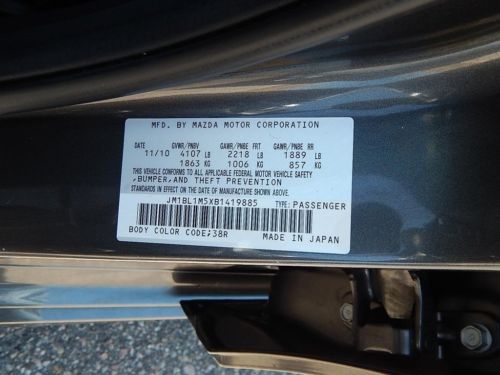 MFD. BY MAZDA MOTOR CORPORATION
DATE GVWR/PNBV GAWR/PNBE FRT GAWR/PNBE RR
11/10 4107 LB 2218 LB 1889 LB
1863 KG 1006 KG 857 KG
THIS VEHICLE CONFORMS TO ALL APPLICABLE FEDERAL MOTOR VEHICLE SAFETY
,BUMPER,AND THEFT PREVENTION
STANDARDS IN EFFECT ON THE DATE OF MANUFACTURE SHOWN ABOVE.
JM1BL1M5XB1419885 TYPE:PASSENGER
BODY COLOR CODE;38R MADE IN JAPAN